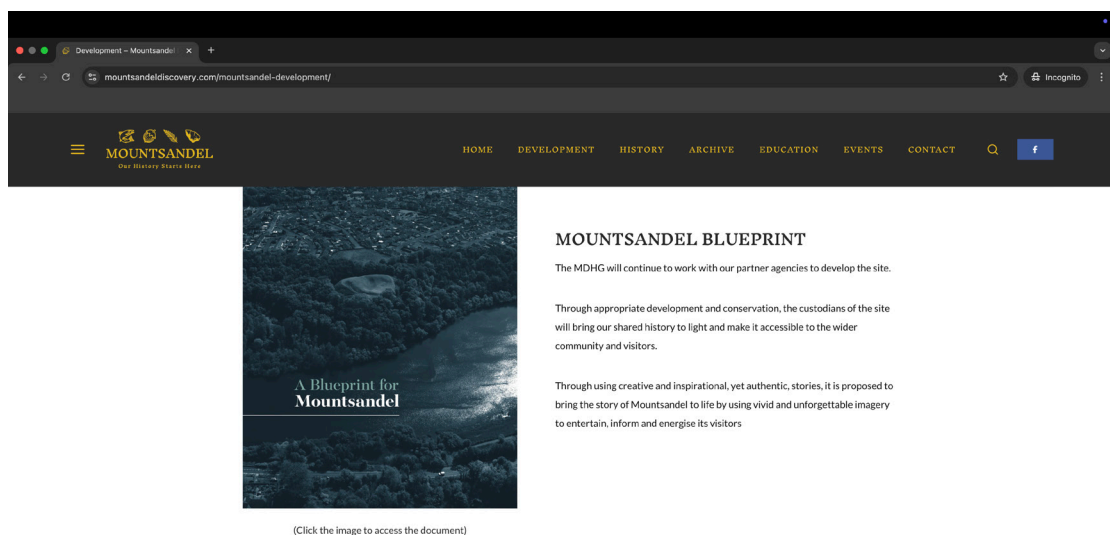 Development – Mountsandel
mountsandeldiscovery.com/mountsandel-development/
Incognito
MOUNTSANDEL
Our History Starts Here
HOME DEVELOPMENT HISTORY ARCHIVE EDUCATION EVENTS CONTACT
f
A Blueprint for
Mountsandel
(Click the image to access the document)
MOUNTSANDEL BLUEPRINT
The MDHG will continue to work with our partner agencies to develop the site.
Through appropriate development and conservation, the custodians of the site
will bring our shared history to light and make it accessible to the wider
community and visitors.
Through using creative and inspirational, yet authentic, stories, it is proposed to
bring the story of Mountsandel to life by using vivid and unforgettable imagery
to entertain, inform and energise its visitors